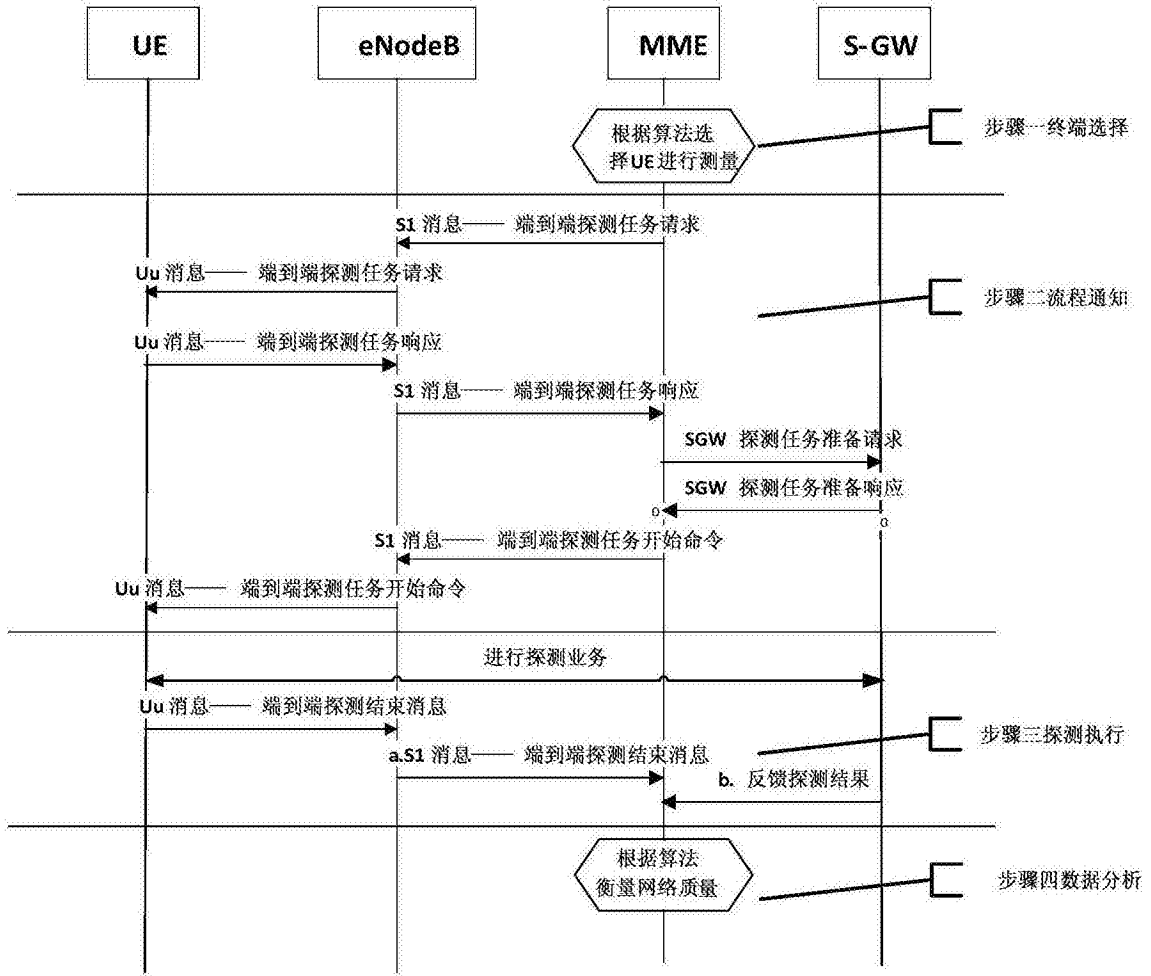 UE
eNodeB
MME
S-GW
根据算法选
择UE进行测量
步骤一终端选择
S1 消息—— 端到端探测任务请求
Uu 消息—— 端到端探测任务请求
步骤二流程通知
Uu 消息—— 端到端探测任务响应
S1 消息—— 端到端探测任务响应
SGW 探测任务准备请求
SGW 探测任务准备响应
S1 消息—— 端到端探测任务开始命令
Uu 消息—— 端到端探测任务开始命令
进行探测业务
Uu 消息—— 端到端探测结束消息
步骤三探测执行
a.S1 消息—— 端到端探测结束消息
b. 反馈探测结果
根据算法
衡量网络质量
步骤四数据分析